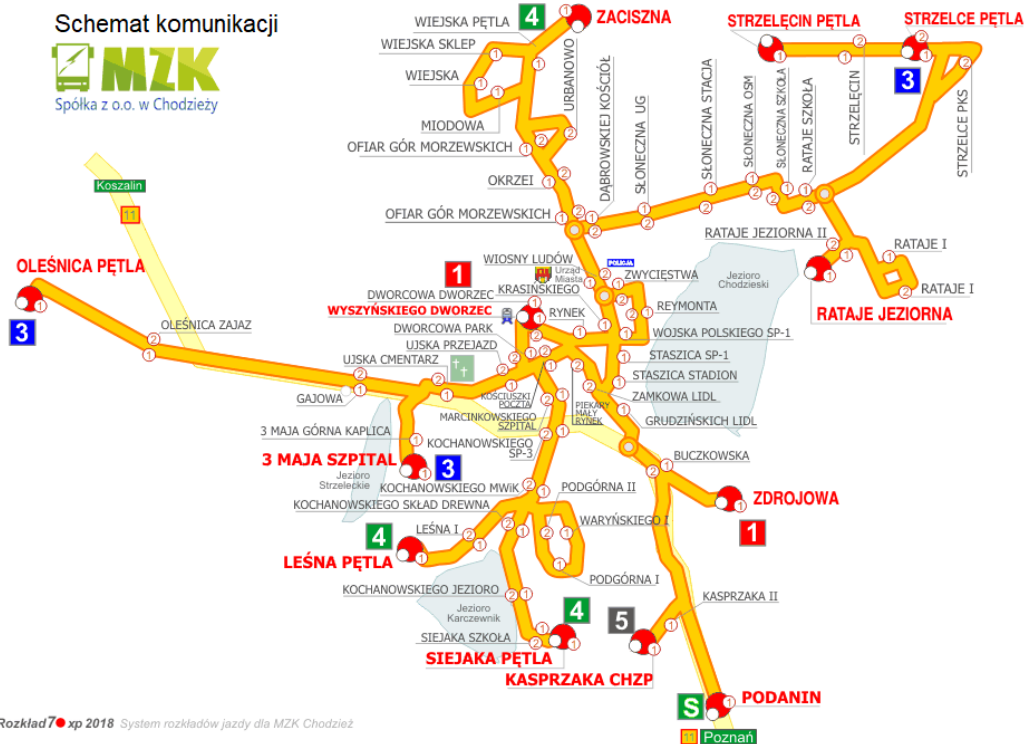 Schemat komunikacji
MZK
Spółka z o.o. w Chodzieży
WIEJSKA PĘTLA
4
ZACISZNA
STRZELĘCIN PĘTLA
STRZELCE PĘTLA
WIEJSKA SKLEP
URBANOWO
3
WIEJSKA
MIODOWA
DĄBROWSKIEJ KOŚCIÓŁ
SŁONECZNA UG
SŁONECZNA STACJA
SŁONECZNA OSM
SŁONECZNA SZKOŁA
RATAJE SZKOŁA
STRZELĘCIN
STRZELCE PKS
OFIAR GÓR MORZEWSKICH
OKRZEI
Koszalin
11
OFIAR GÓR MORZEWSKICH
RATAJE JEZIORNA II
RATAJE I
OLEŚNICA PĘTLA
WIOSNY LUDÓW
POLICJA
1
Urząd
Miasta
ZWYCIĘSTWA
Jezioro
Chodzieski
RATAJE I
KRASIŃSKIEGO
DWORCOWA DWORZEC
REYMONTA
WYSZYŃSKIEGO DWORZEC
RYNEK
RATAJE JEZIORNA
3
OLEŚNICA ZAJAZ
DWORCOWA PARK
WOJSKA POLSKIEGO SP-1
UJSKA PRZEJAZD
STASZICA SP-1
UJSKA CMENTARZ
STASZICA STADION
GAJOWA
KOŚCIUSZKI
POCZTA
PIEKARY
MAŁY
RYNEK
ZAMKOWA LIDL
MARCINKOWSKIEGO
SZPITAL
GRUDZIŃSKICH LIDL
3 MAJA GÓRNA KAPLICA
KOCHANOWSKIEGO
SP-3
BUCZKOWSKA
3 MAJA SZPITAL
3
Jezioro
Strzeleckie
KOCHANOWSKIEGO MWiK
PODGÓRNA II
ZDROJOWA
KOCHANOWSKIEGO SKŁAD DREWNA
WARYŃSKIEGO I
1
4
LEŚNA I
LEŚNA PĘTLA
PODGÓRNA I
KOCHANOWSKIEGO JEZIORO
KASPRZAKA II
Jezioro
Karczewnik
4
5
SIEJAKA SZKOŁA
SIEJAKA PĘTLA
KASPRZAKA CHZP
PODANIN
S
Rozkład7 xp 2018 System rozkładów jazdy dla MZK Chodzież
11 Poznań